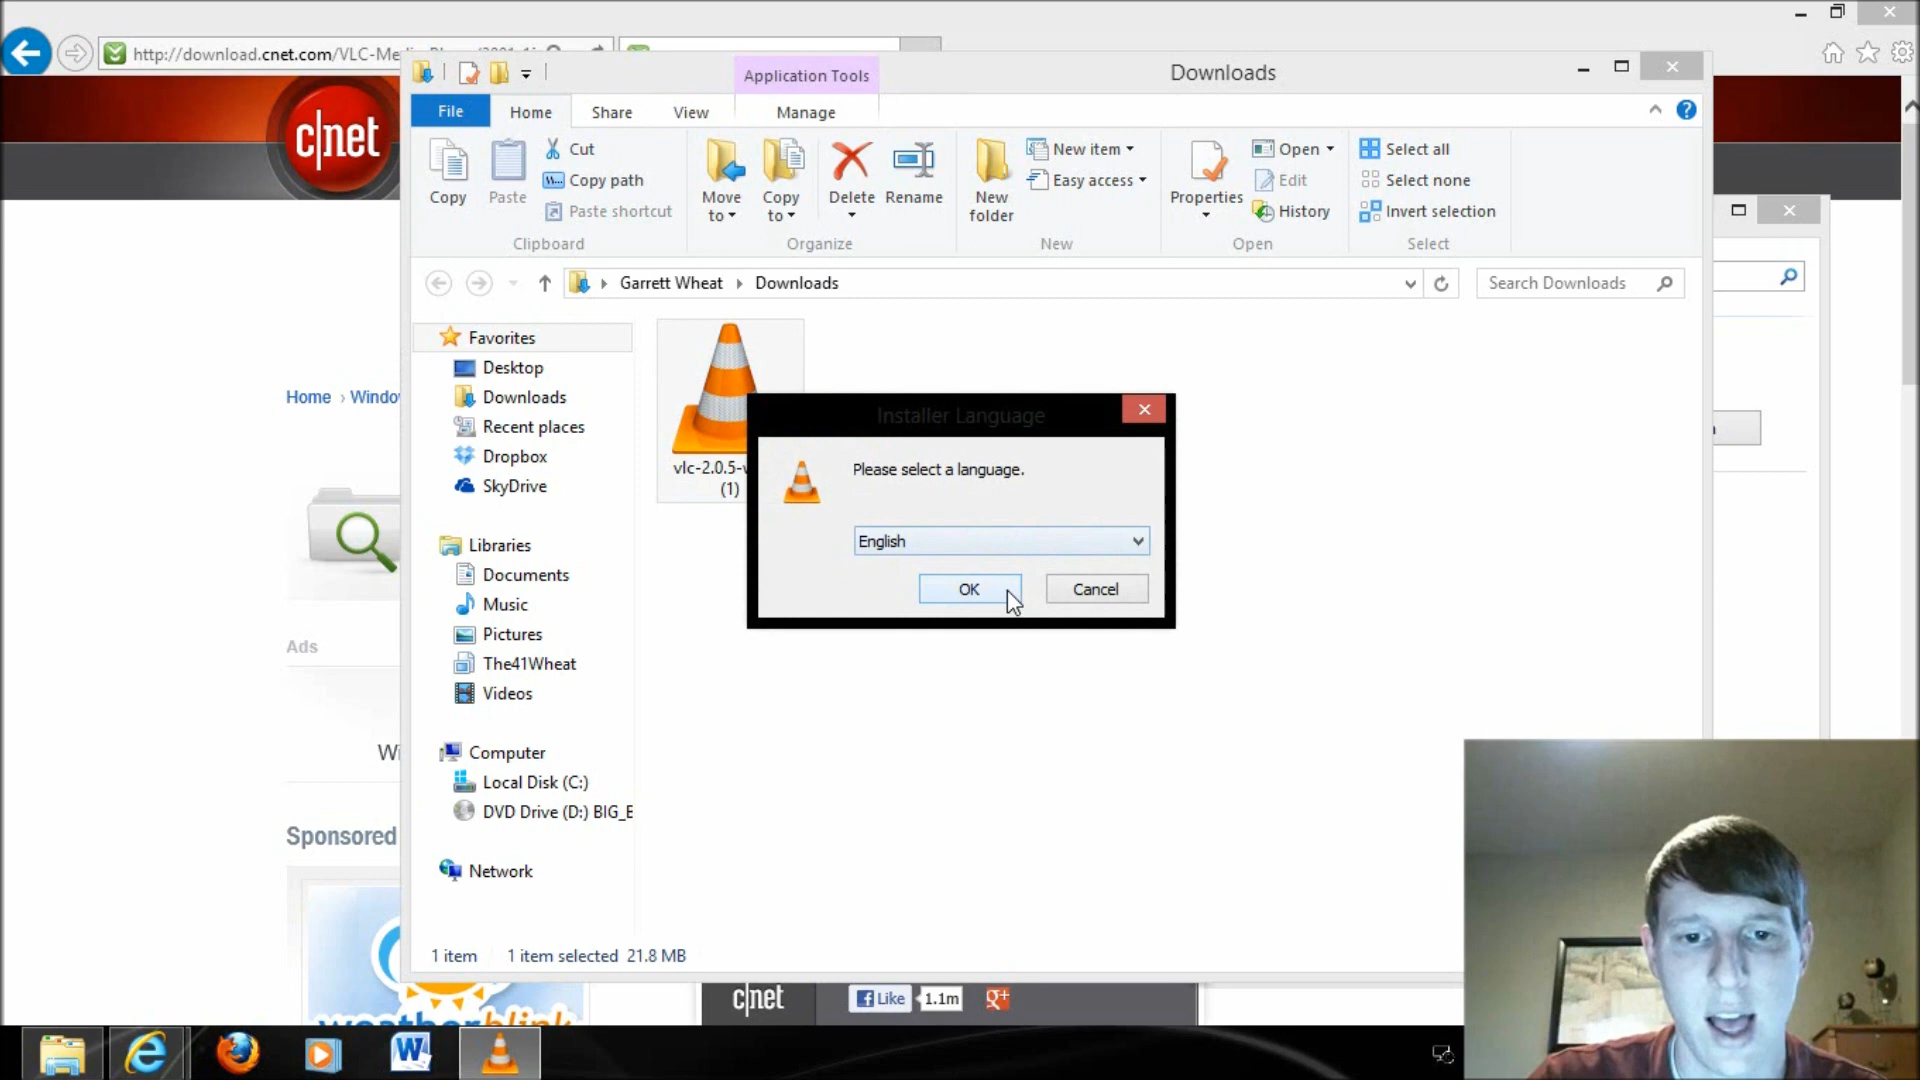 http://download.cnet.com/VLC-Me
c|net
Application Tools
Downloads
File
Home
Share
View
Manage
Copy
Paste
Cut
Copy path
Paste shortcut
Clipboard
Move to
Copy to
Delete
Rename
Organize
New folder
New item
Easy access
New
Properties
Open
Edit
History
Open
Select all
Select none
Invert selection
Select
Garrett Wheat
Downloads
Search Downloads
Home › Windo
Favorites
Desktop
Downloads
Recent places
Dropbox
SkyDrive
Libraries
Documents
Music
Pictures
The41Wheat
Videos
Computer
Local Disk (C:)
DVD Drive (D:) BIG_E
Network
vlc-2.0.5-
(1)
Installer Language
Please select a language.
English
OK
Cancel
Ads
Wi
Sponsored
1 item
1 item selected 21.8 MB
c|net
Like
1.1m
g+